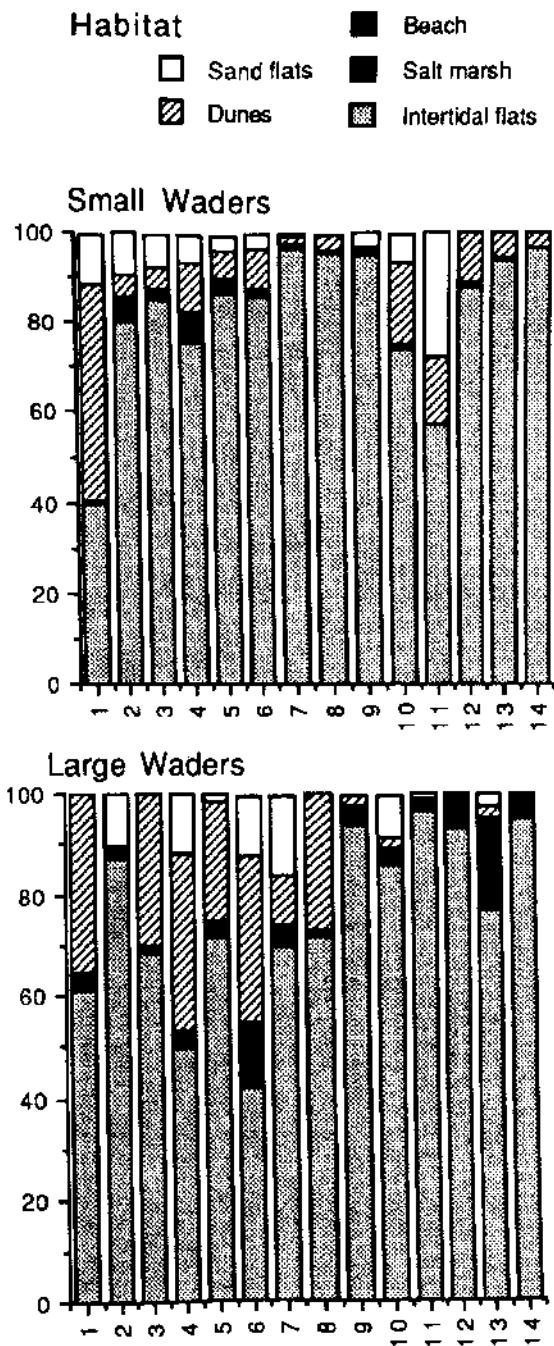 Habitat
Beach
Sand flats
Salt marsh
Dunes
Intertidal flats
Small Waders
100
80
60
40
20
0
1 2 3 4 5 6 7 8 9 10 11 12 13 14
Large Waders
100
80
60
40
20
0
1 2 3 4 5 6 7 8 9 10 11 12 13 14